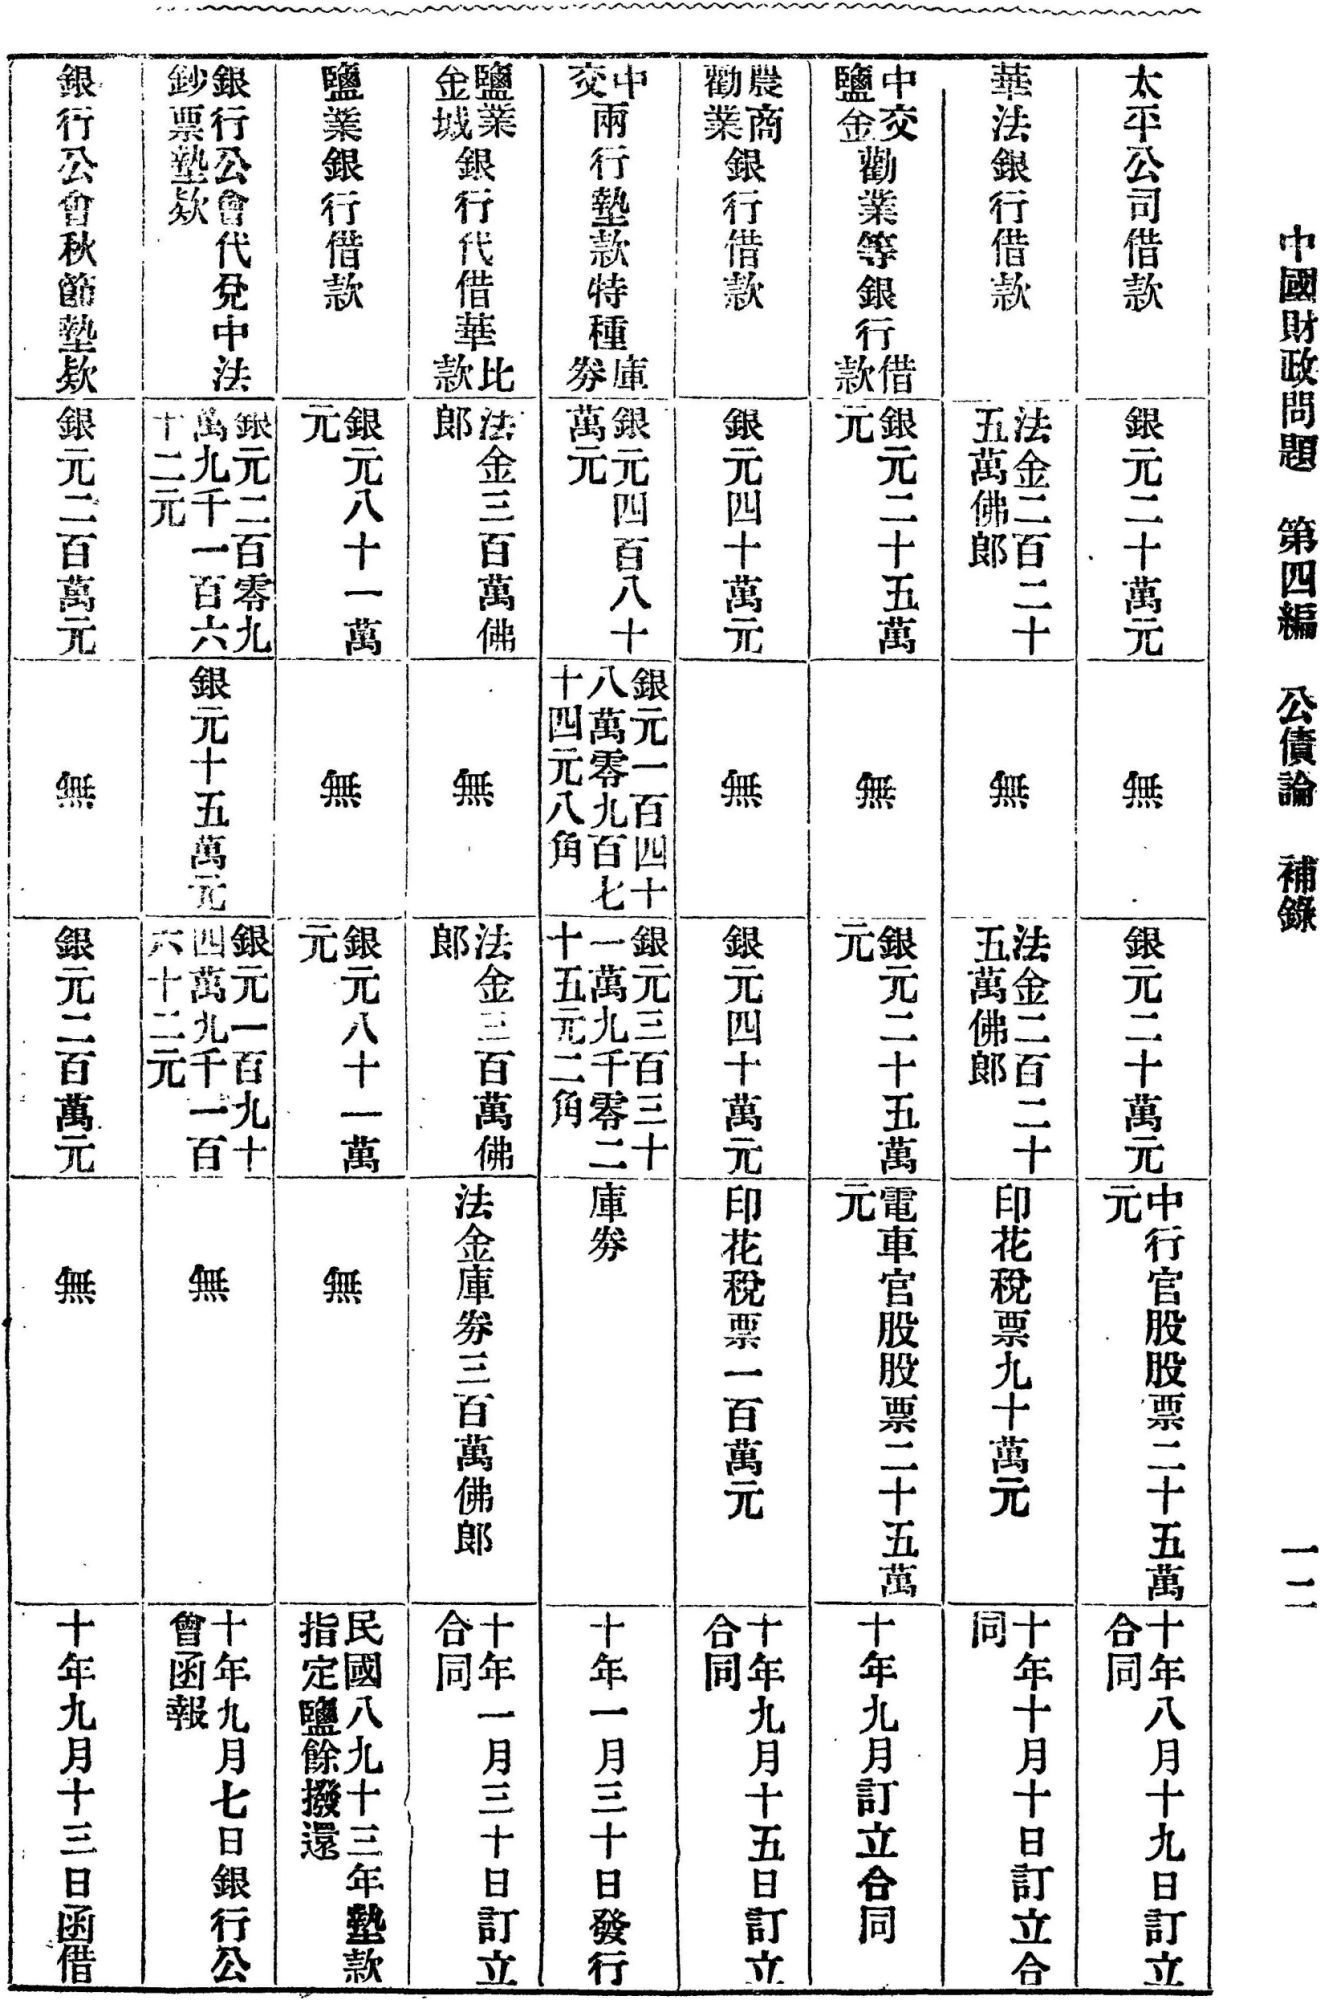 中國財政問題　第四編　公債論　補錄
一二
太平公司借款
銀元二十萬元
無
銀元二十萬元
中行官股股票二十五萬
元
十年八月十九日訂立
合同
華法銀行借款
法金二百二十
五萬佛郎
無
法金二百二十
五萬佛郎
印花稅票九十萬元
十年十月十日訂立合
同
中交
鹽金
勸業等銀行
借
款
銀元二十五萬
元
無
銀元二十五萬
元
電車官股股票二十五萬
元
十年九月訂立合同
農商
勸業
銀行借款
銀元四十萬元
無
銀元四十萬元
印花稅票一百萬元
十年九月十五日訂立
合同
中
交
兩行墊款特種
庫
劵
銀元四百八十
萬元
銀元一百四十
八萬零九百七
十四元八角
銀元三百三十
一萬九千零二
十五元二角
庫劵
十年一月三十日發行
鹽業
金城
銀行代借華
比
款
法金三百萬佛
郎
無
法金三百萬佛
郎
法金庫劵三百萬佛郎
十年一月三十日訂立
合同
鹽業銀行借款
銀元八十一萬
元
無
銀元八十一萬
元
無
民國八九十三年墊款
指定鹽餘撥還
銀行公會代兌中法
鈔票墊欵
銀元二百零九
萬九千一百六
十二元
銀元十五萬元
銀元一百九十
四萬九千一百
六十二元
無
十年九月七日銀行公
會函報
銀行公會秋節墊欵
銀元二百萬元
無
銀元二百萬元
無
十年九月十三日函借